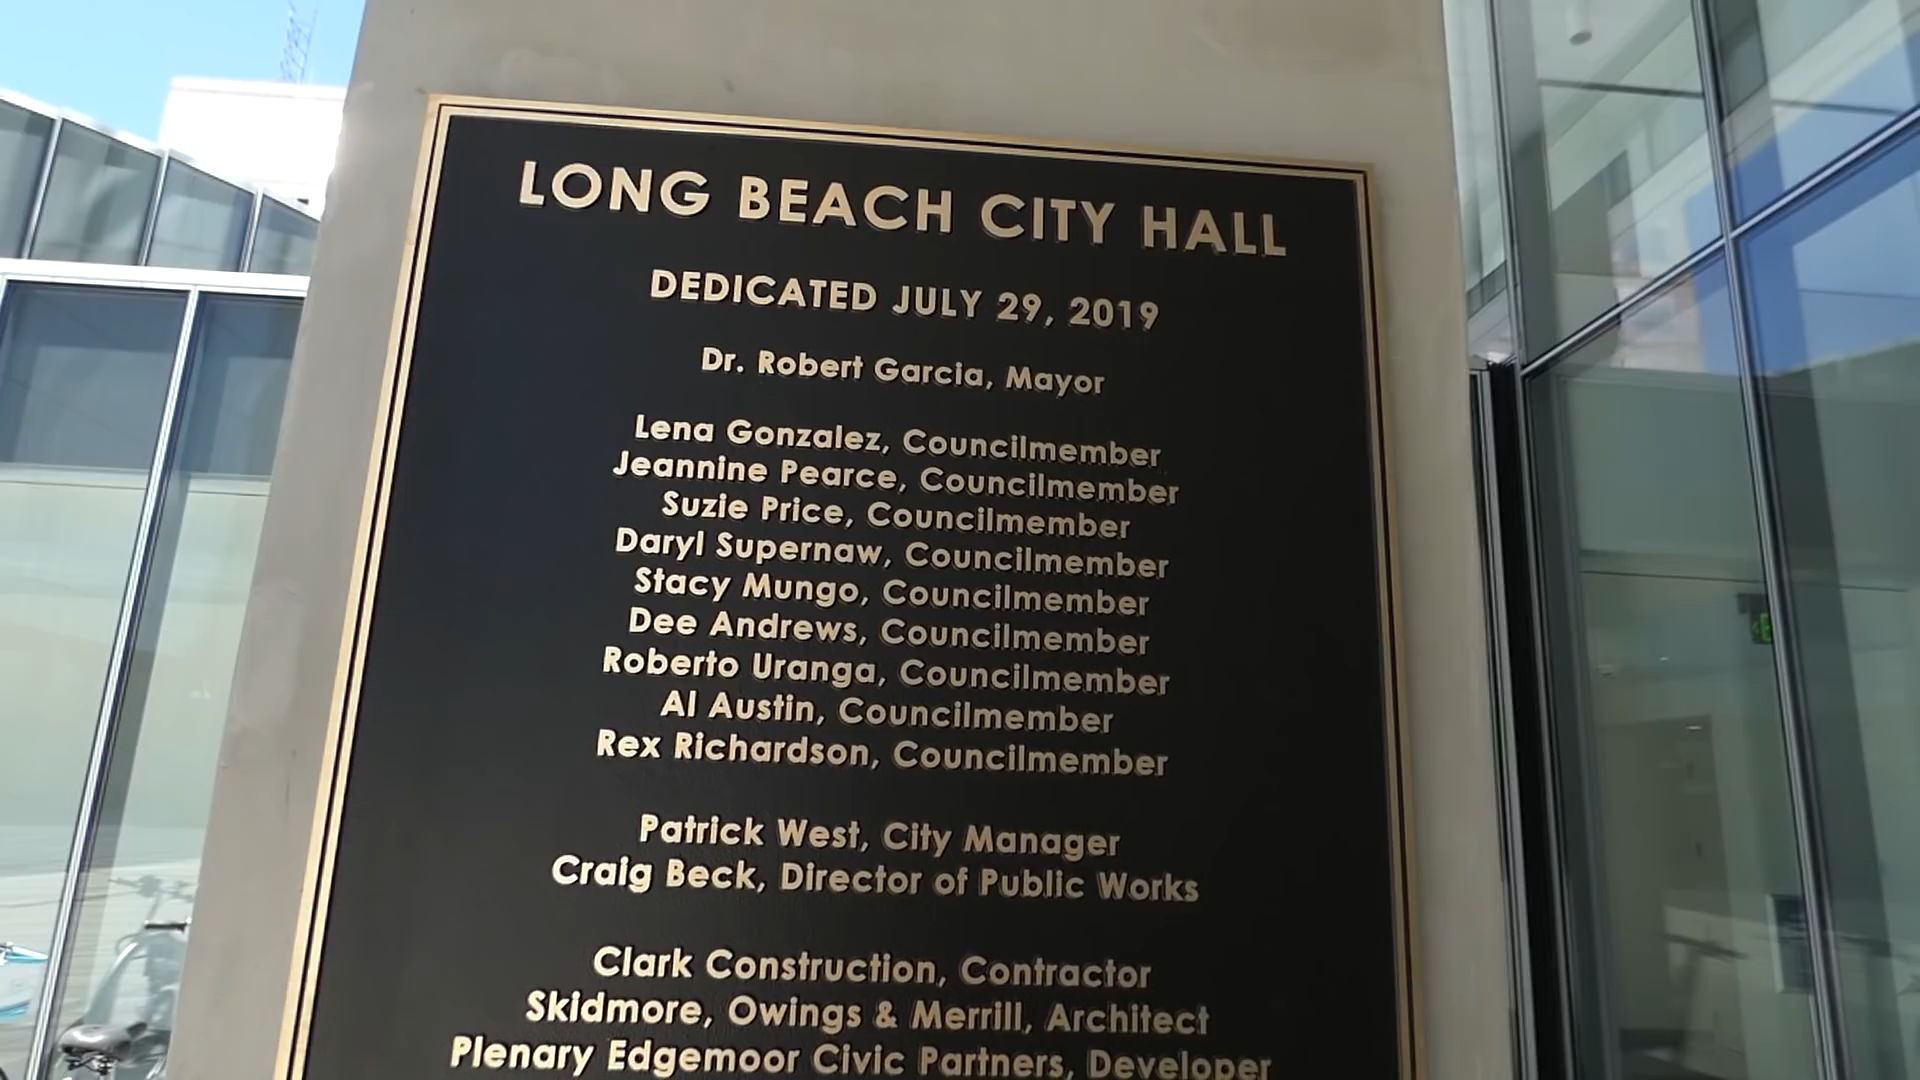 LONG BEACH CITY HALL
DEDICATED JULY 29, 2019
Dr. Robert Garcia, Mayor
Lena Gonzalez, Councilmember
Jeannine Pearce, Councilmember
Suzie Price, Councilmember
Daryl Supernaw, Councilmember
Stacy Mungo, Councilmember
Dee Andrews, Councilmember
Roberto Uranga, Councilmember
Al Austin, Councilmember
Rex Richardson, Councilmember
Patrick West, City Manager
Craig Beck, Director of Public Works
Clark Construction, Contractor
Skidmore, Owings & Merrill, Architect
Plenary Edgemoor Civic Partners, Developer